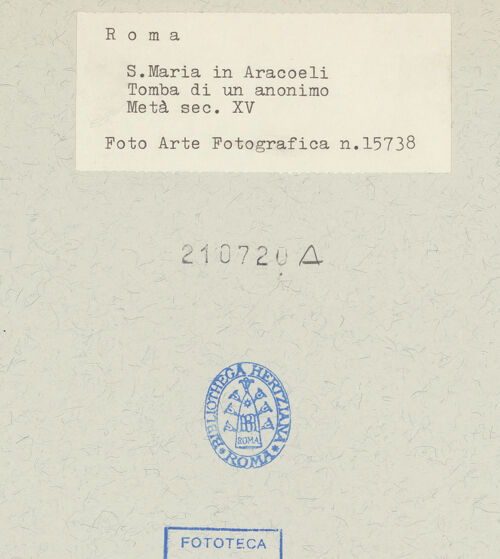 Roma
S.Maria in Aracoeli
Tomba di un anonimo
Metà sec. XV
Foto Arte Fotografica n.15738
210720 Δ
BIBLIOTHECA HERTZIANA
ROMA
ROMA
FOTOTECA